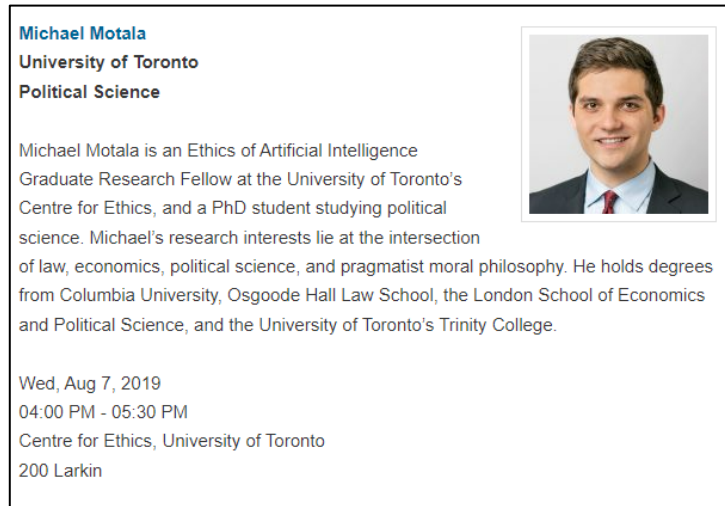 Michael Motala
University of Toronto
Political Science
Michael Motala is an Ethics of Artificial Intelligence
Graduate Research Fellow at the University of Toronto’s
Centre for Ethics, and a PhD student studying political
science. Michael’s research interests lie at the intersection
of law, economics, political science, and pragmatist moral philosophy. He holds degrees
from Columbia University, Osgoode Hall Law School, the London School of Economics
and Political Science, and the University of Toronto’s Trinity College.
Wed, Aug 7, 2019
04:00 PM - 05:30 PM
Centre for Ethics, University of Toronto
200 Larkin